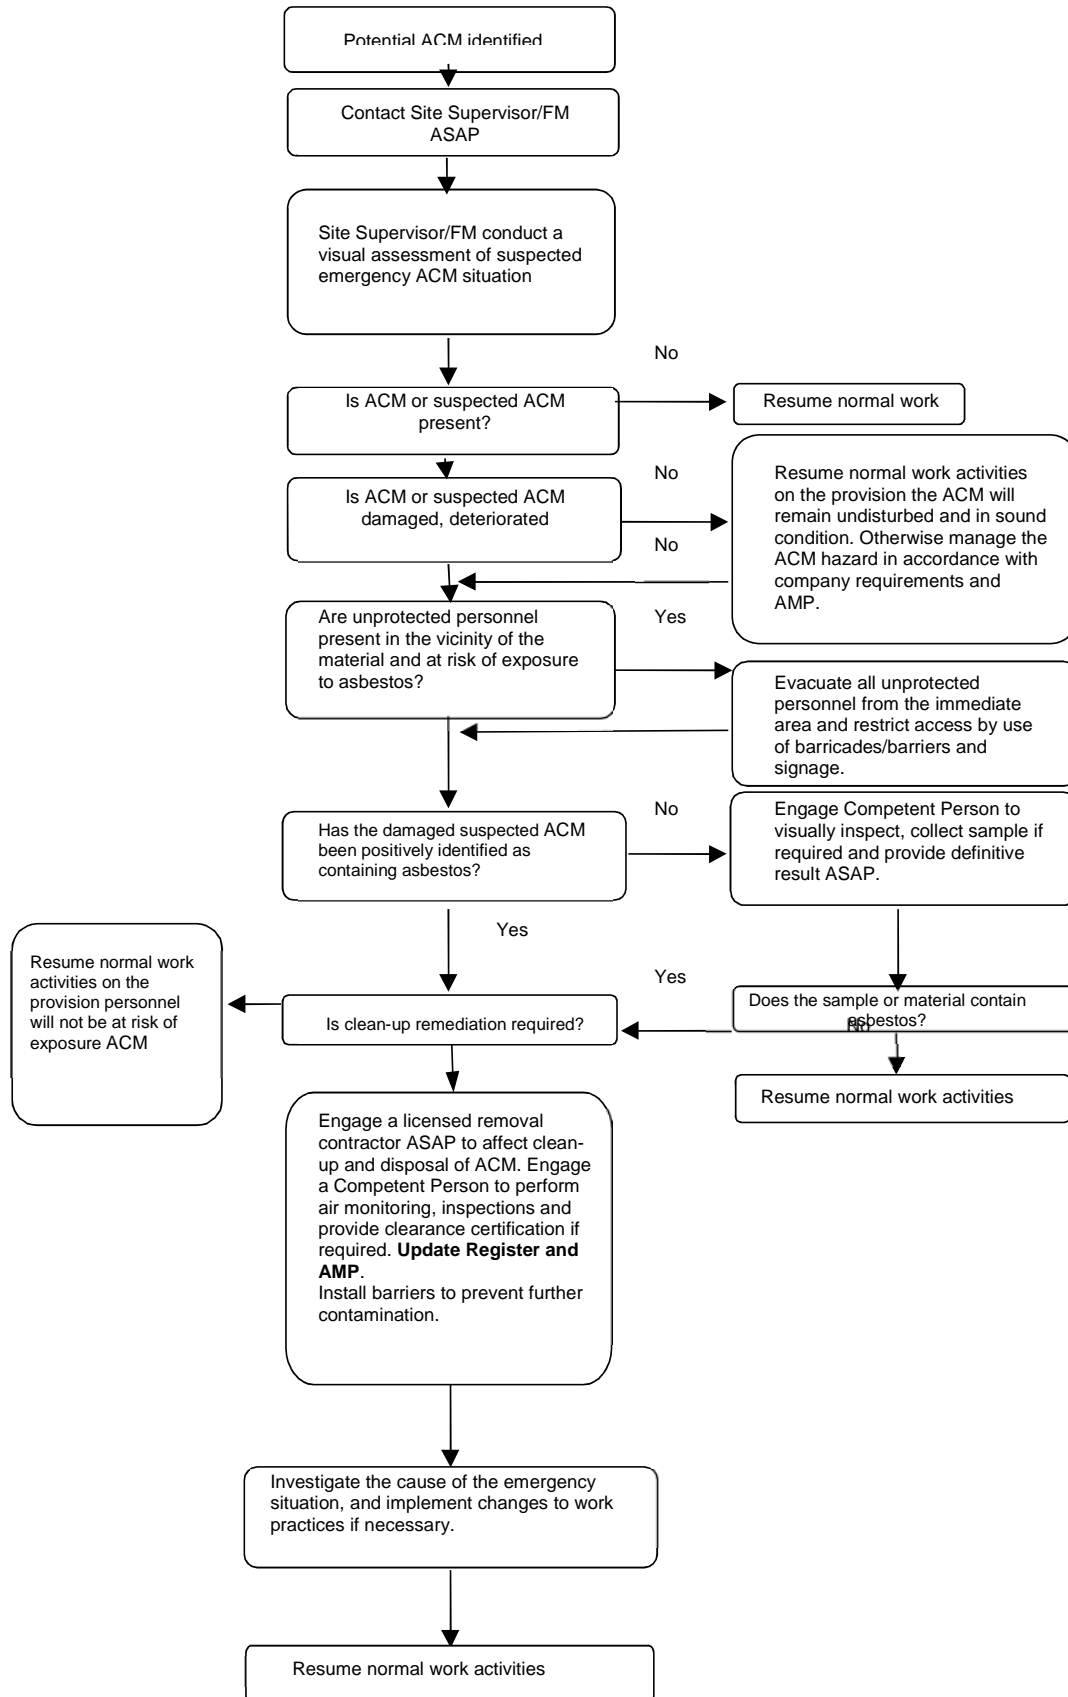 Potential ACM identified
Contact Site Supervisor/FM
ASAP
Site Supervisor/FM conduct a
visual assessment of suspected
emergency ACM situation
No
Is ACM or suspected ACM
present?
Resume normal work
Is ACM or suspected ACM
damaged, deteriorated
No
No
Resume normal work activities
on the provision the ACM will
remain undisturbed and in sound
condition. Otherwise manage the
ACM hazard in accordance with
company requirements and
AMP.
Are unprotected personnel
present in the vicinity of the
material and at risk of exposure
to asbestos?
Yes
Evacuate all unprotected
personnel from the immediate
area and restrict access by use
of barricades/barriers and
signage.
Has the damaged suspected ACM
been positively identified as
containing asbestos?
No
Engage Competent Person to
visually inspect, collect sample if
required and provide definitive
result ASAP.
Yes
Resume normal work
activities on the
provision personnel
will not be at risk of
exposure ACM
Is clean-up remediation required?
Yes
Does the sample or material contain
asbestos?
No
Resume normal work activities
Engage a licensed removal
contractor ASAP to affect clean-
up and disposal of ACM. Engage
a Competent Person to perform
air monitoring, inspections and
provide clearance certification if
required. Update Register and
AMP.
Install barriers to prevent further
contamination.
Investigate the cause of the emergency
situation, and implement changes to work
practices if necessary.
Resume normal work activities